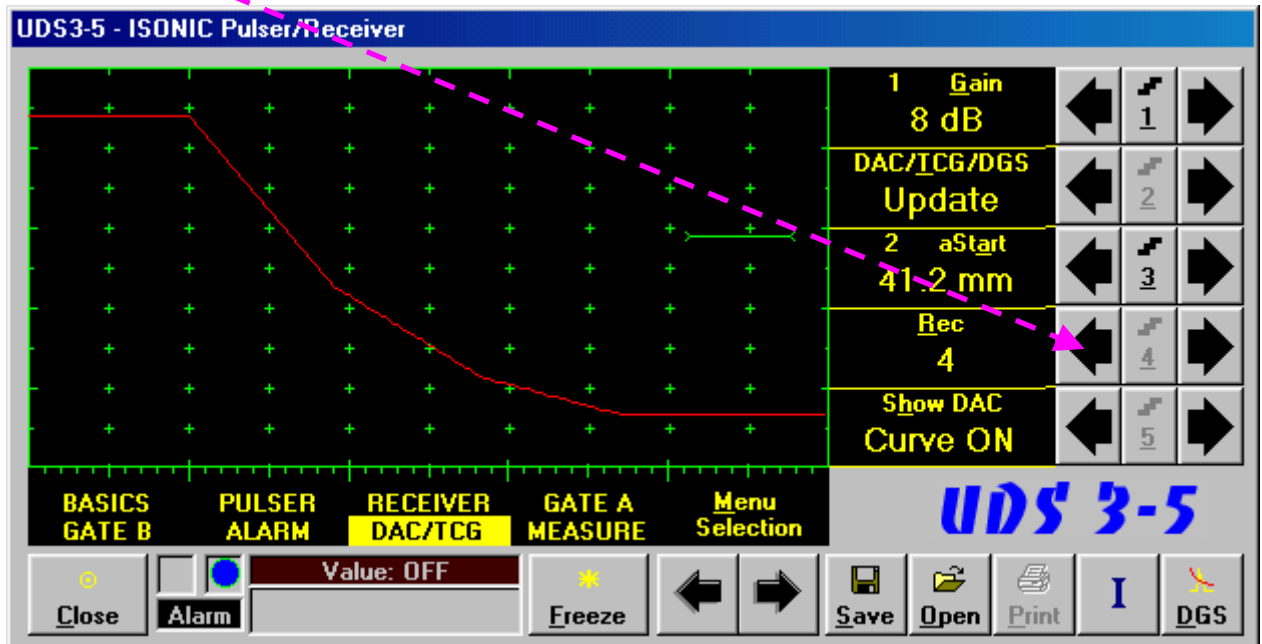 UDS3-5 - ISONIC Pulser/Receiver
1 Gain
8 dB
1
DAC/TCG/DGS
Update
2
2 aStart
41.2 mm
3
Rec
4
4
Show DAC
Curve ON
5
BASICS PULSER RECEIVER GATE A Menu
GATE B ALARM DAC/TCG MEASURE Selection
UDS 3-5
Value: OFF
Close Alarm Freeze Save Open Print I DGS